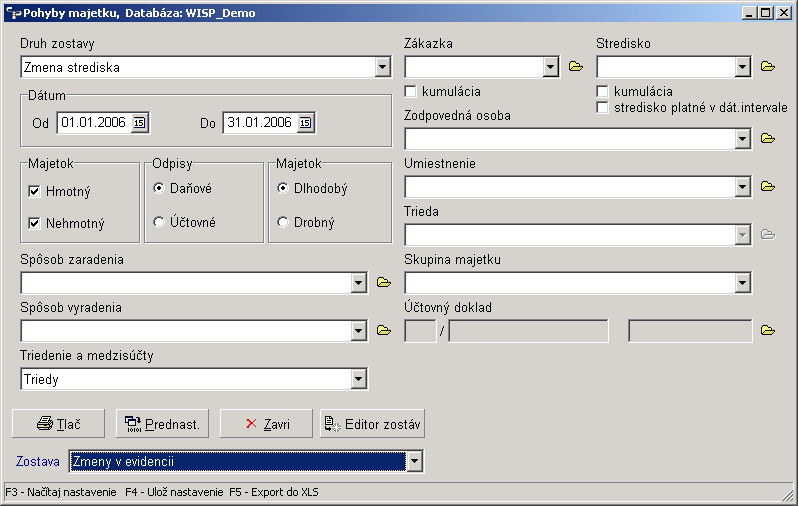 Pohyby majetku, Databáza: WISP_Demo
Druh zostavy
Zmena strediska
Zákazka
Stredisko
kumulácia
kumulácia
stredisko platné v dát.intervale
Dátum
Od 01.01.2006 15 Do 31.01.2006 15
Zodpovedná osoba
Majetok
Hmotný
Nehmotný
Odpisy
Daňové
Účtovné
Majetok
Dlhodobý
Drobný
Umiestnenie
Trieda
Spôsob zaradenia
Skupina majetku
Spôsob vyradenia
Účtovný doklad
/
Triedenie a medzisúčty
Triedy
Tlač
Prednast.
Zavri
Editor zostáv
Zostava Zmeny v evidencii
F3 - Načítaj nastavenie F4 - Ulož nastavenie F5 - Export do XLS